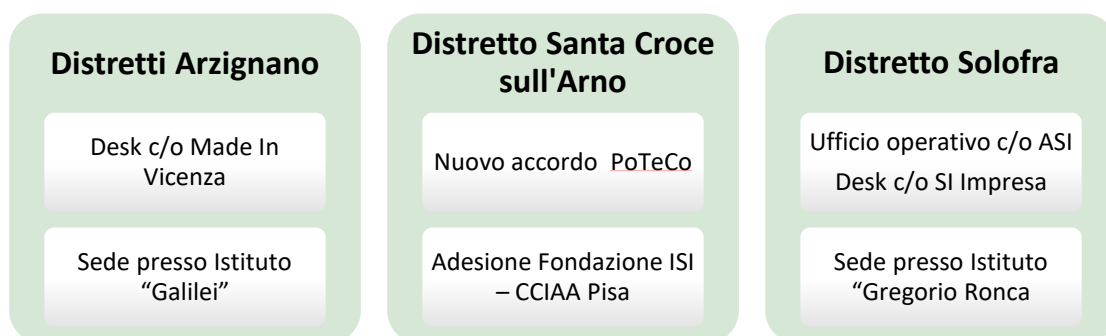 Distretti Arzignano
Desk c/o Made In
Vicenza
Sede presso Istituto
“Galilei”
Distretto Santa Croce
sull'Arno
Nuovo accordo PoTeCo
Adesione Fondazione ISI
– CCIAA Pisa
Distretto Solofra
Ufficio operativo c/o ASI
Desk c/o SI Impresa
Sede presso Istituto
“Gregorio Ronca